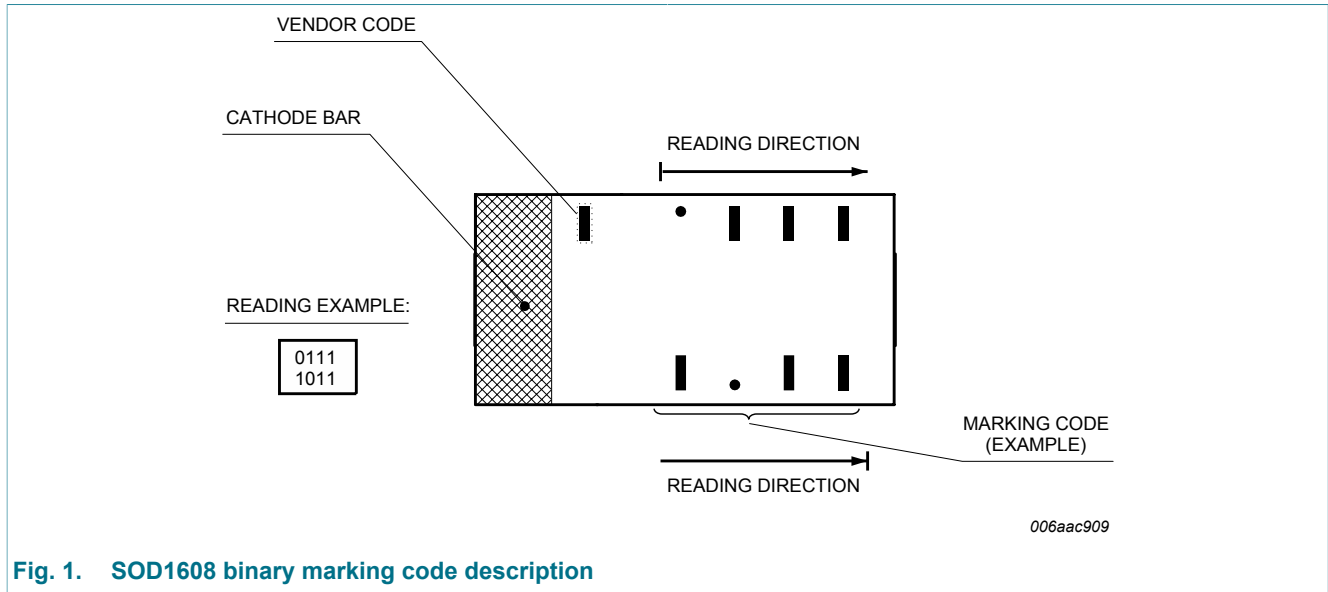 VENDOR CODE
CATHODE BAR
READING DIRECTION
READING EXAMPLE:
0111
1011
MARKING CODE
(EXAMPLE)
READING DIRECTION
006aac909
Fig. 1. SOD1608 binary marking code description